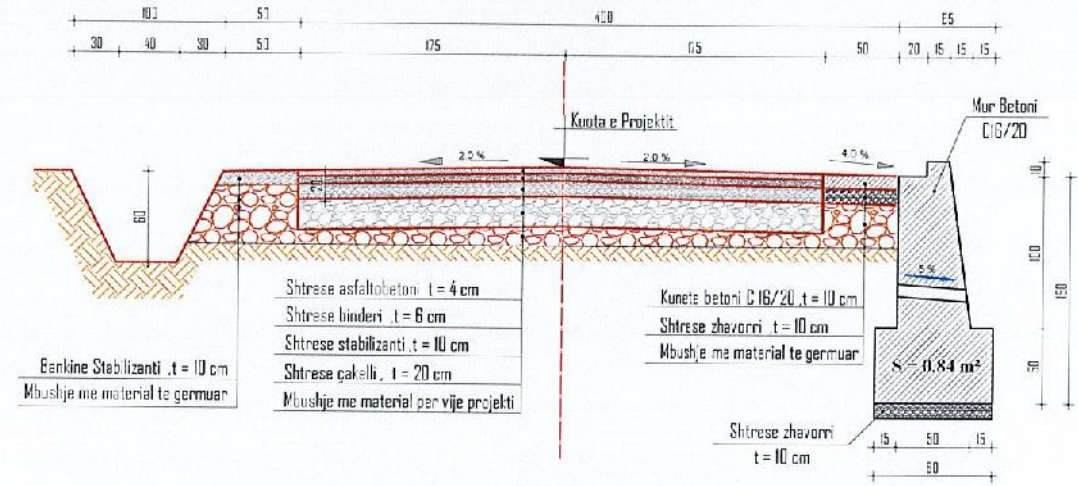 100 50 400 65
30 40 30 50 175 175 50 20 15 15 15
Mur Betoni
C16/20
Kuota e Projektit
2.0 % 2.0 % 4.0 %
10
60
100
150
5 %
50
S = 0.84 m²
Shtrese asfaltobetoni t = 4 cm
Shtrese binderi ,t = 6 cm
Shtrese stabilizanti ,t = 10 cm
Shtrese çakelli , t = 20 cm
Mbushje me material per vije projekti
Kunete betoni C 16/20 ,t = 10 cm
Shtrese zhavorri ,t = 10 cm
Mbushje me material te germuar
Bankine Stabilizanti ,t = 10 cm
Mbushje me material te germuar
Shtrese zhavorri
t = 10 cm
15 50 15
80